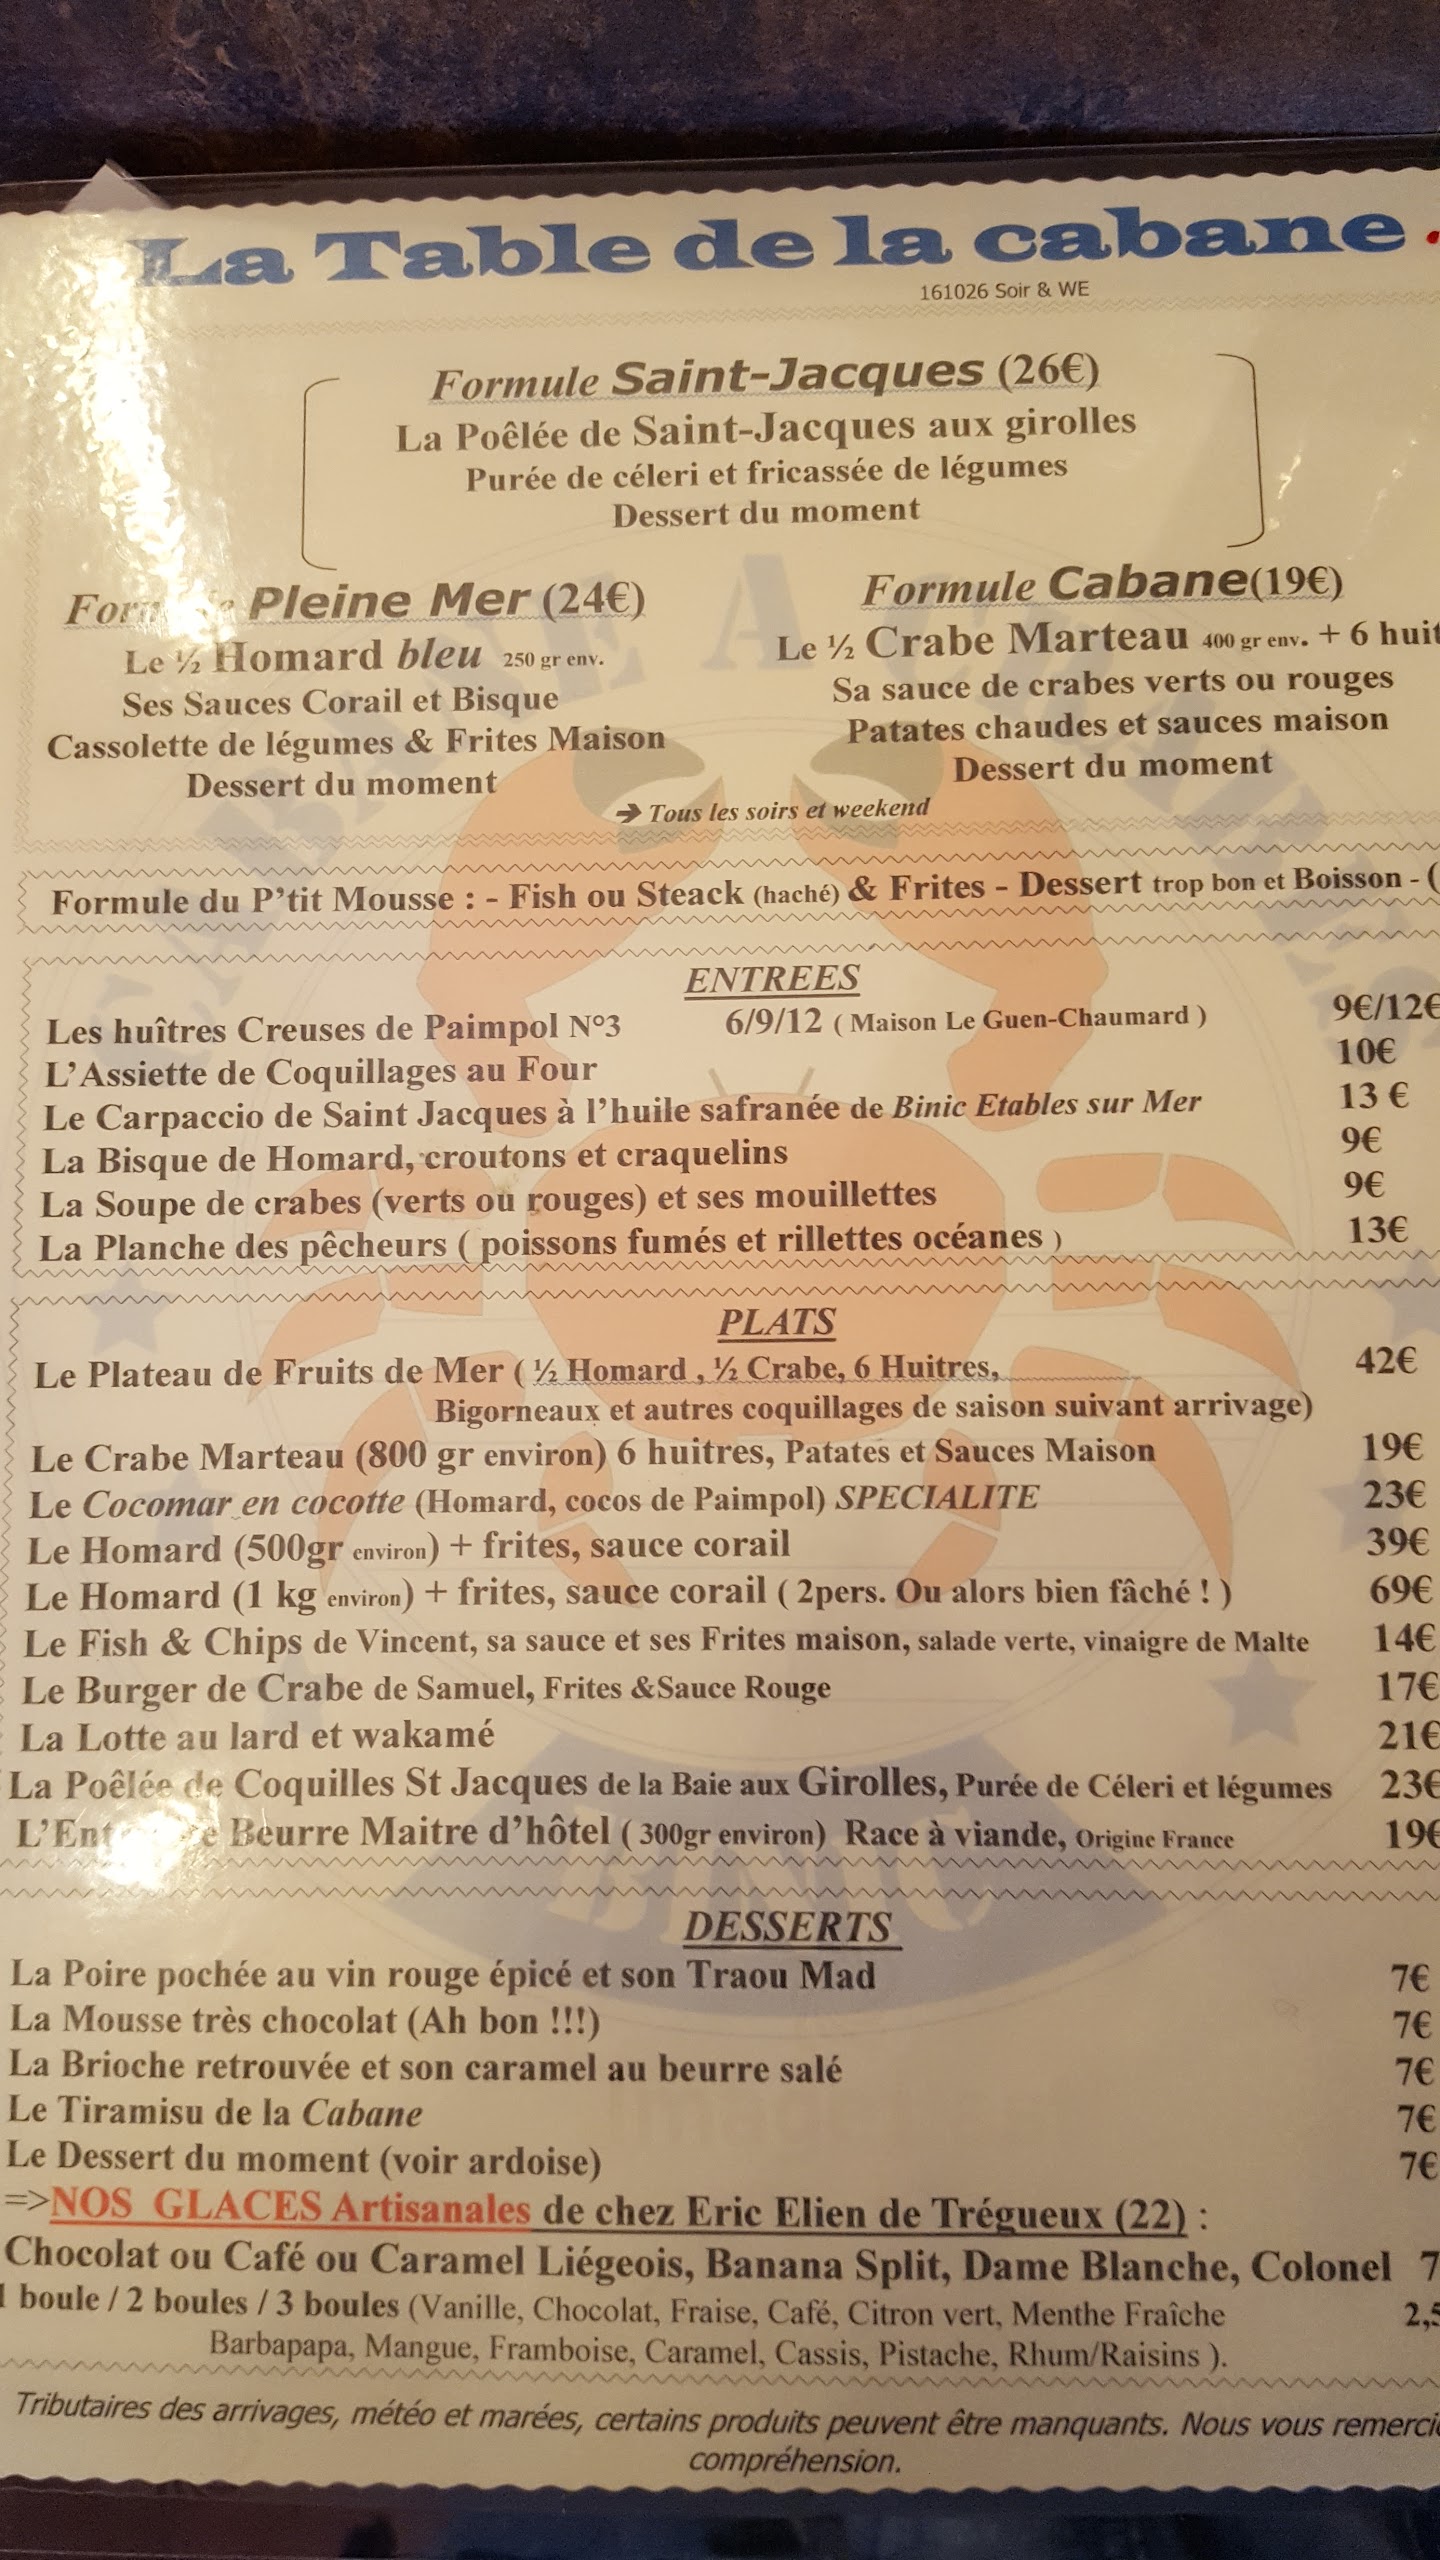 La Table de la cabane
161026 Soir & WE
Formule Saint-Jacques (26€)
La Poêlée de Saint-Jacques aux girolles
Purée de céleri et fricassée de légumes
Dessert du moment
Pleine Mer (24€)
Le ½ Homard bleu 250 gr env.
Ses Sauces Corail et Bisque
Cassolette de légumes & Frites Maison
Dessert du moment
Formule Cabane(19€)
Le ½ Crabe Marteau 400 gr env. + 6 huit
Sa sauce de crabes verts ou rouges
Patates chaudes et sauces maison
Dessert du moment
➔ Tous les soirs et weekend
Formule du P'tit Mousse : - Fish ou Steack (haché) & Frites - Dessert trop bon et Boisson - (
ENTREES
Les huîtres Creuses de Paimpol N°3 6/9/12 ( Maison Le Guen-Chaumard ) 9€/12€
L'Assiette de Coquillages au Four 10€
Le Carpaccio de Saint Jacques à l'huile safranée de Binic Etables sur Mer 13 €
La Bisque de Homard, croutons et craquelins 9€
La Soupe de crabes (verts ou rouges) et ses mouillettes 9€
La Planche des pêcheurs ( poissons fumés et rillettes océanes ) 13€
PLATS
Le Plateau de Fruits de Mer ( ½ Homard , ½ Crabe, 6 Huitres, 42€
Bigorneaux et autres coquillages de saison suivant arrivage)
Le Crabe Marteau (800 gr environ) 6 huitres, Patates et Sauces Maison 19€
Le Cocomar en cocotte (Homard, cocos de Paimpol) SPECIALITE 23€
Le Homard (500gr environ) + frites, sauce corail 39€
Le Homard (1 kg environ) + frites, sauce corail ( 2pers. Ou alors bien fâché ! ) 69€
Le Fish & Chips de Vincent, sa sauce et ses Frites maison, salade verte, vinaigre de Malte 14€
Le Burger de Crabe de Samuel, Frites &Sauce Rouge 17€
La Lotte au lard et wakamé 21€
La Poêlée de Coquilles St Jacques de la Baie aux Girolles, Purée de Céleri et légumes 23€
Beurre Maitre d'hôtel ( 300gr environ) Race à viande, Origine France 19€
DESSERTS
La Poire pochée au vin rouge épicé et son Traou Mad 7€
La Mousse très chocolat (Ah bon !!!) 7€
La Brioche retrouvée et son caramel au beurre salé 7€
Le Tiramisu de la Cabane 7€
Le Dessert du moment (voir ardoise) 7€
=>NOS GLACES Artisanales de chez Eric Elien de Trégueux (22) :
Chocolat ou Café ou Caramel Liégeois, Banana Split, Dame Blanche, Colonel 7
1 boule / 2 boules / 3 boules (Vanille, Chocolat, Fraise, Café, Citron vert, Menthe Fraîche 2,5
Barbapapa, Mangue, Framboise, Caramel, Cassis, Pistache, Rhum/Raisins ).
Tributaires des arrivages, météo et marées, certains produits peuvent être manquants. Nous vous remerci
compréhension.